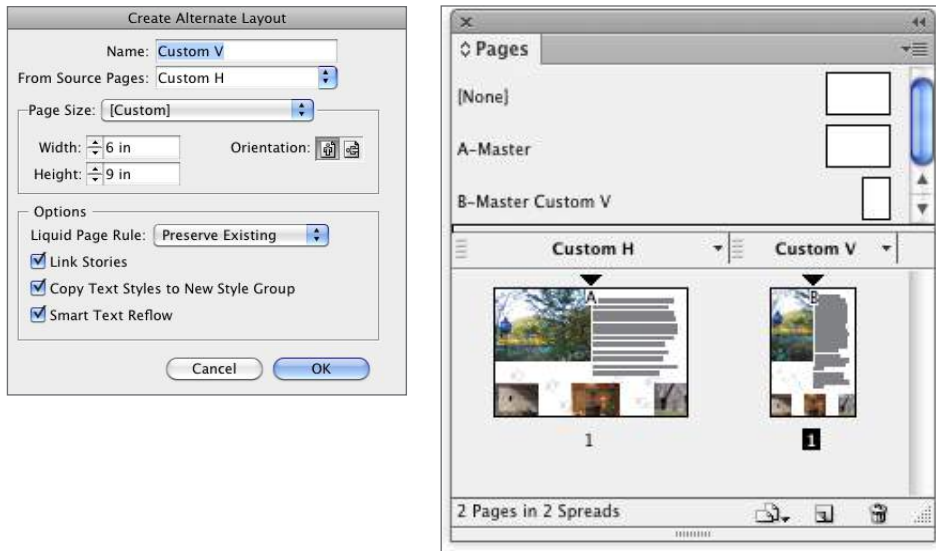 Create Alternate Layout
Name: Custom V
From Source Pages: Custom H
Page Size: [Custom]
Width: 6 in
Orientation:
Height: 9 in
Options
Liquid Page Rule: Preserve Existing
Link Stories
Copy Text Styles to New Style Group
Smart Text Reflow
Cancel
OK
Pages
[None]
A-Master
B-Master Custom V
Custom H
Custom V
A
B
1
1
2 Pages in 2 Spreads